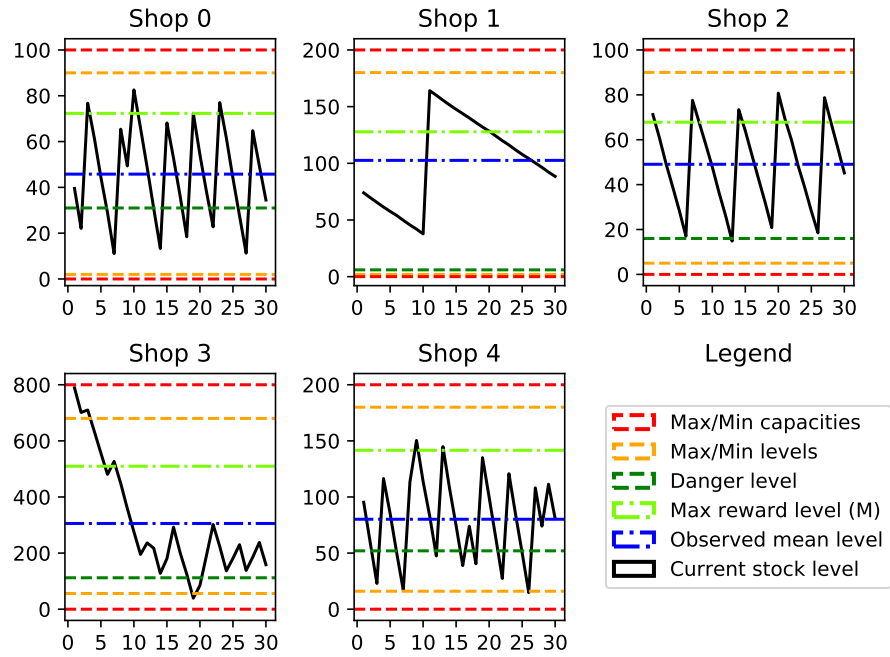 Shop 0
Shop 1
Shop 2
100
80
60
40
20
0
0 5 10 15 20 25 30
200
150
100
50
0
0 5 10 15 20 25 30
100
80
60
40
20
0
0 5 10 15 20 25 30
Shop 3
Shop 4
Legend
800
600
400
200
0
0 5 10 15 20 25 30
200
150
100
50
0
0 5 10 15 20 25 30
Max/Min capacities
Max/Min levels
Danger level
Max reward level (M)
Observed mean level
Current stock level